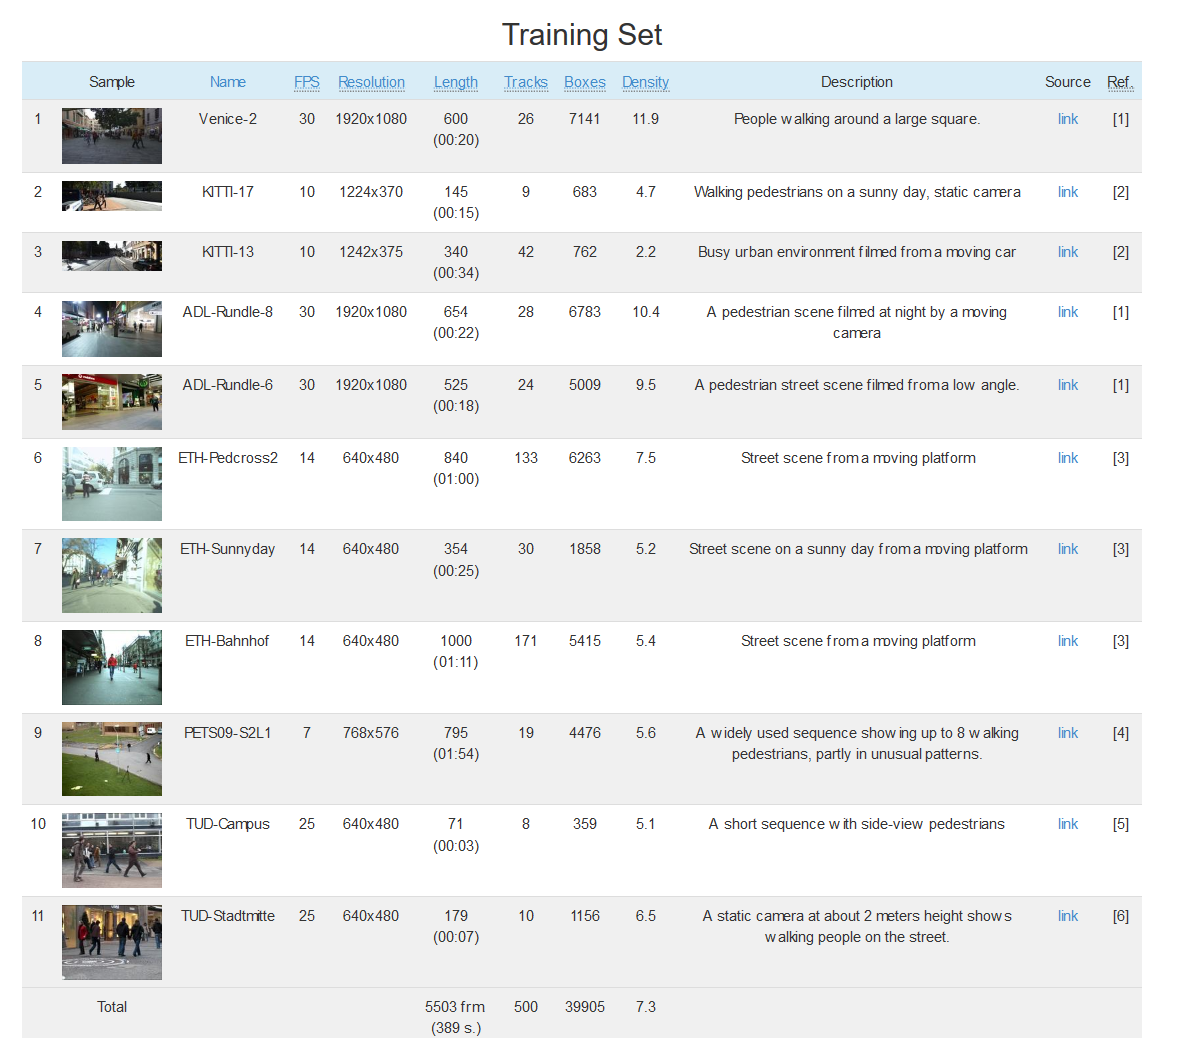 Training Set
Sample Name FPS Resolution Length Tracks Boxes Density Description Source Ref.
1 Venice-2 30 1920x1080 600 26 7141 11.9 People walking around a large square. link [1]
(00:20)
2 KITTI-17 10 1224x370 145 9 683 4.7 Walking pedestrians on a sunny day, static camera link [2]
(00:15)
3 KITTI-13 10 1242x375 340 42 762 2.2 Busy urban environment filmed from a moving car link [2]
(00:34)
4 ADL-Rundle-8 30 1920x1080 654 28 6783 10.4 A pedestrian scene filmed at night by a moving link [1]
(00:22) camera
5 ADL-Rundle-6 30 1920x1080 525 24 5009 9.5 A pedestrian street scene filmed from a low angle. link [1]
(00:18)
6 ETH-Pedcross2 14 640x480 840 133 6263 7.5 Street scene from a moving platform link [3]
(01:00)
7 ETH-Sunnyday 14 640x480 354 30 1858 5.2 Street scene on a sunny day from a moving platform link [3]
(00:25)
8 ETH-Bahnhof 14 640x480 1000 171 5415 5.4 Street scene from a moving platform link [3]
(01:11)
9 PETS09-S2L1 7 768x576 795 19 4476 5.6 A widely used sequence showing up to 8 walking link [4]
(01:54) pedestrians, partly in unusual patterns.
10 TUD-Campus 25 640x480 71 8 359 5.1 A short sequence with side-view pedestrians link [5]
(00:03)
11 TUD-Stadtmitte 25 640x480 179 10 1156 6.5 A static camera at about 2 meters height shows link [6]
(00:07) walking people on the street.
Total 5503 frm 500 39905 7.3
(389 s.)